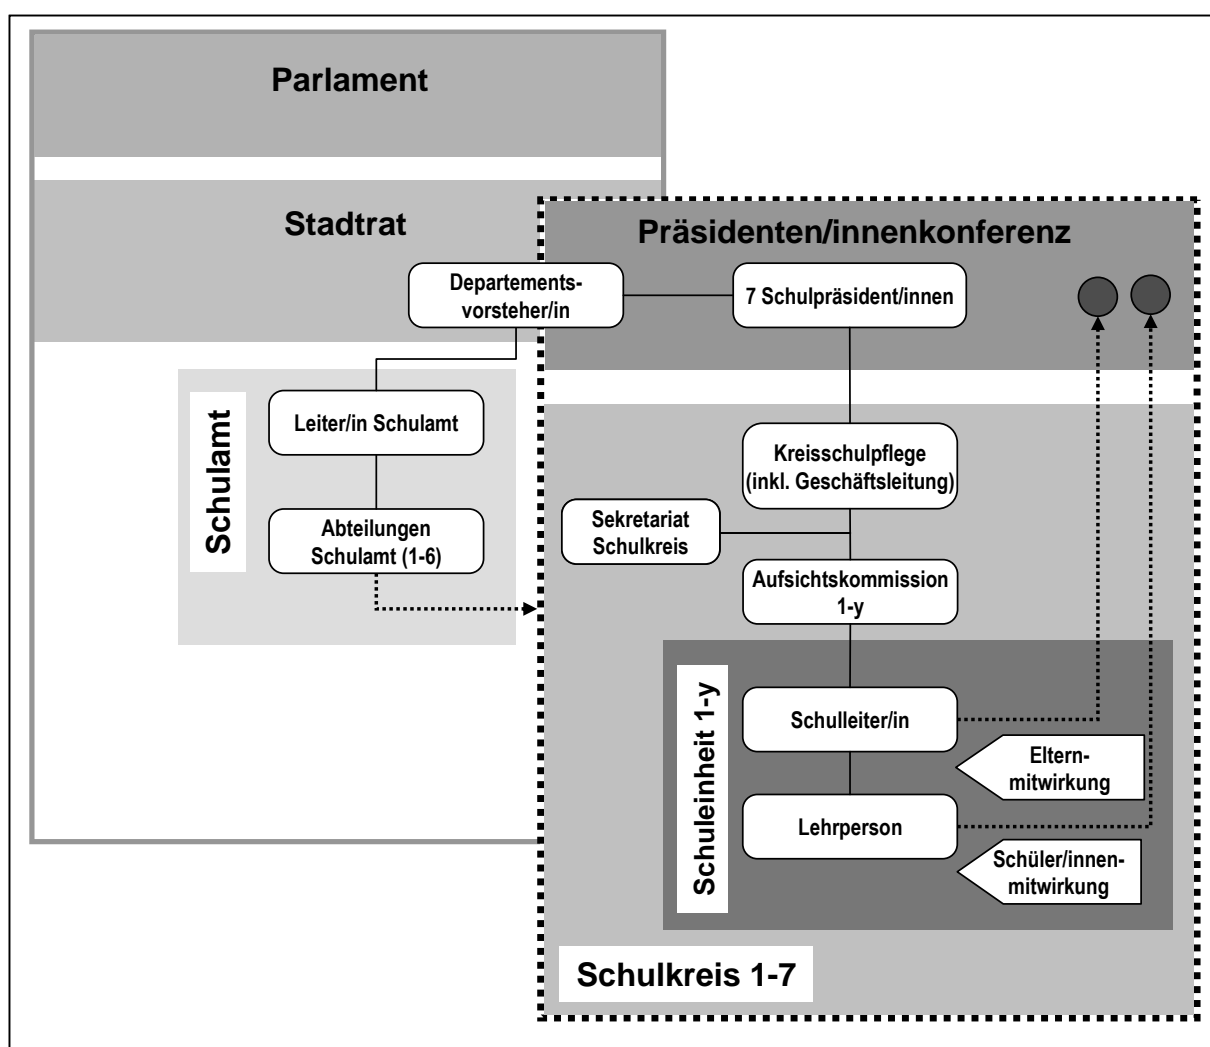 Parlament
Stadtrat
Präsidenten/innenkonferenz
Departements-
vorsteher/in
7 Schulpräsident/innen
Schulamt
Leiter/in Schulamt
Abteilungen
Schulamt (1-6)
Kreisschulpflege
(inkl. Geschäftsleitung)
Sekretariat
Schulkreis
Aufsichtskommission
1-y
Schuleinheit 1-y
Schulleiter/in
Eltern-
mitwirkung
Lehrperson
Schüler/innen-
mitwirkung
Schulkreis 1-7